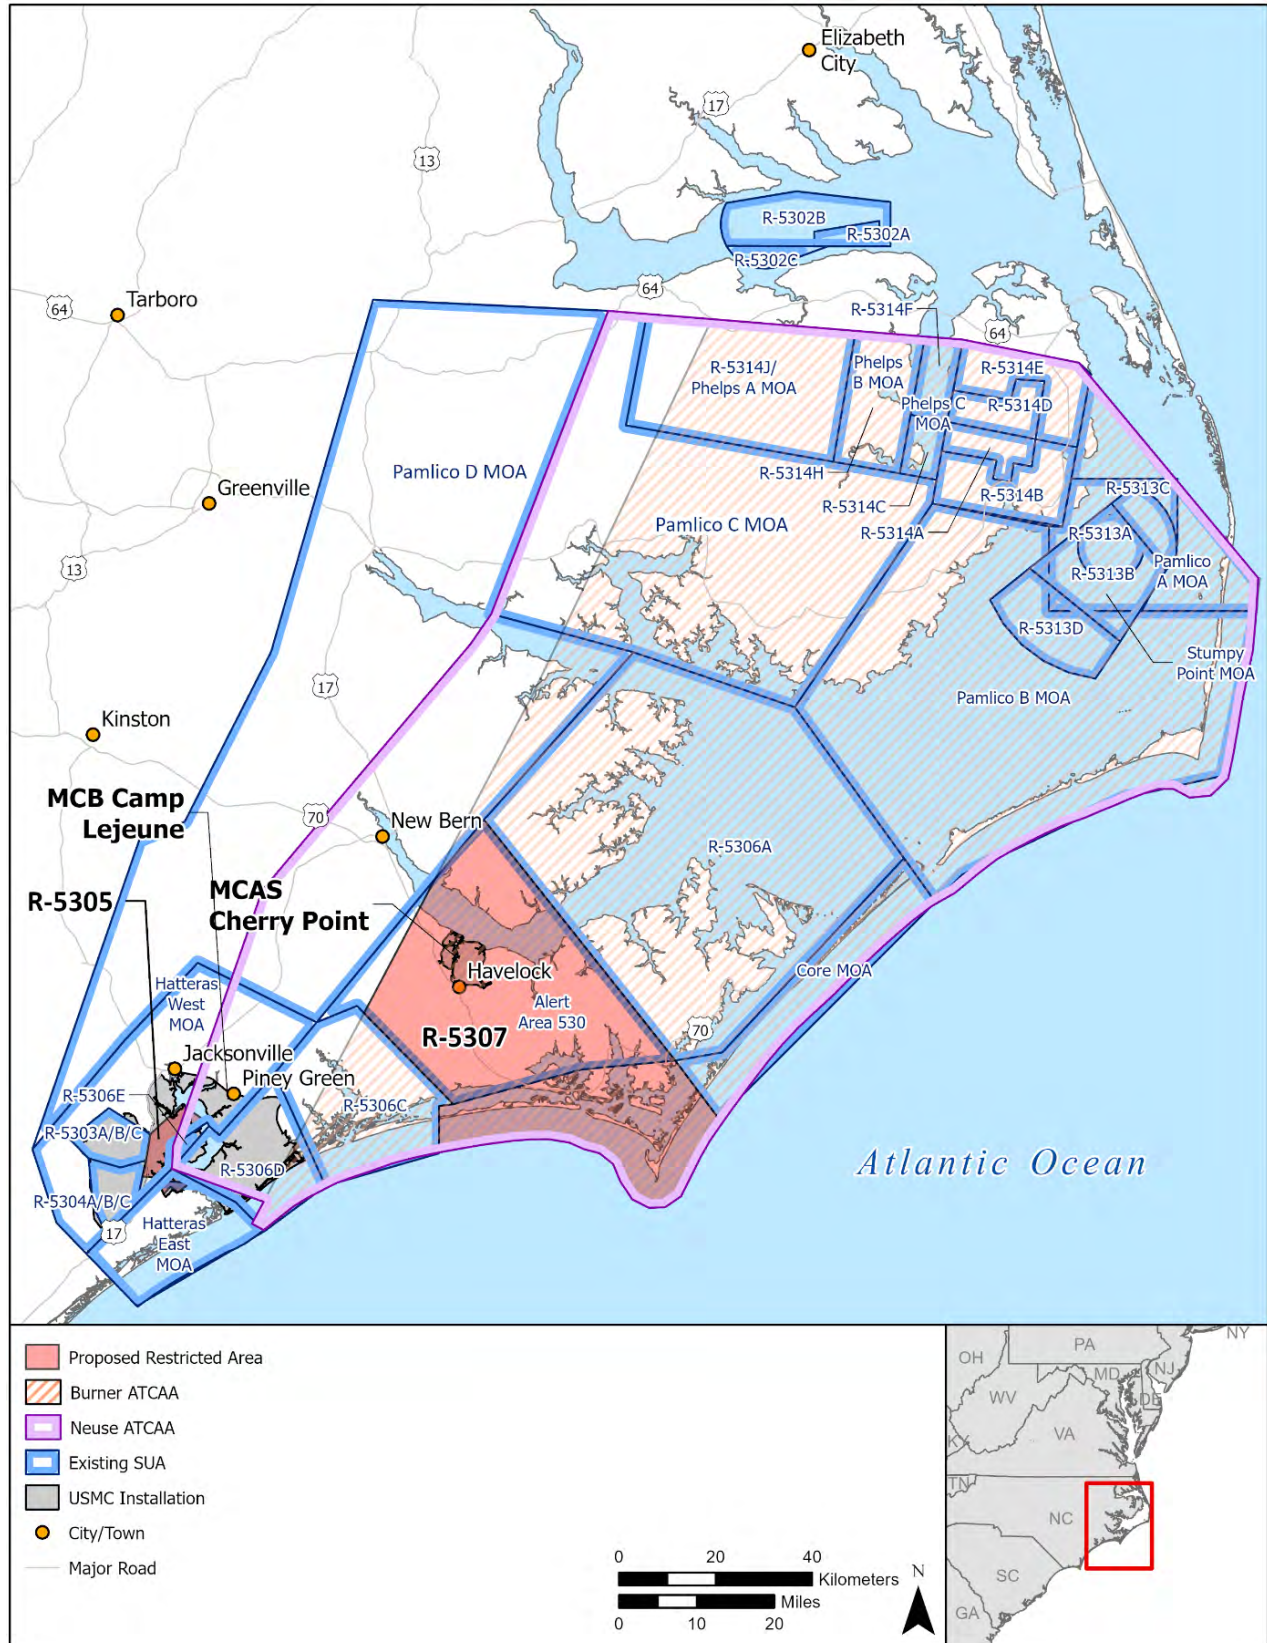 Elizabeth
City
17
13
R-5302B
R-5302A
R-5302C
64
Tarboro
64
R-5314F
64
R-5314J/
Phelps A MOA
Phelps
B MOA
R-5314E
Phelps C
MOA
R-5314D
Pamlico D MOA
R-5314H
Greenville
R-5314C
R-5314B
R-5313C
Pamlico C MOA
R-5314A
R-5313A
13
R-5313B
Pamlico
A MOA
R-5313D
Stumpy
Point MOA
17
Pamlico B MOA
Kinston
MCB Camp
Lejeune
70
New Bern
R-5306A
MCAS
Cherry Point
R-5305
Havelock
Core MOA
Hatteras
West
MOA
Alert
Area 530
R-5307
70
Jacksonville
Piney Green
R-5306E
R-5306C
R-5303A/B/C
R-5306D
Atlantic Ocean
R-5304A/B/C
17
Hatteras
East
MOA
Proposed Restricted Area
Burner ATCAA
Neuse ATCAA
Existing SUA
USMC Installation
City/Town
Major Road
0 20 40
Kilometers
Miles
0 10 20
N
NY
PA
OH
NJ
MD
DE
WV
VA
KY
TN
NC
SC
GA